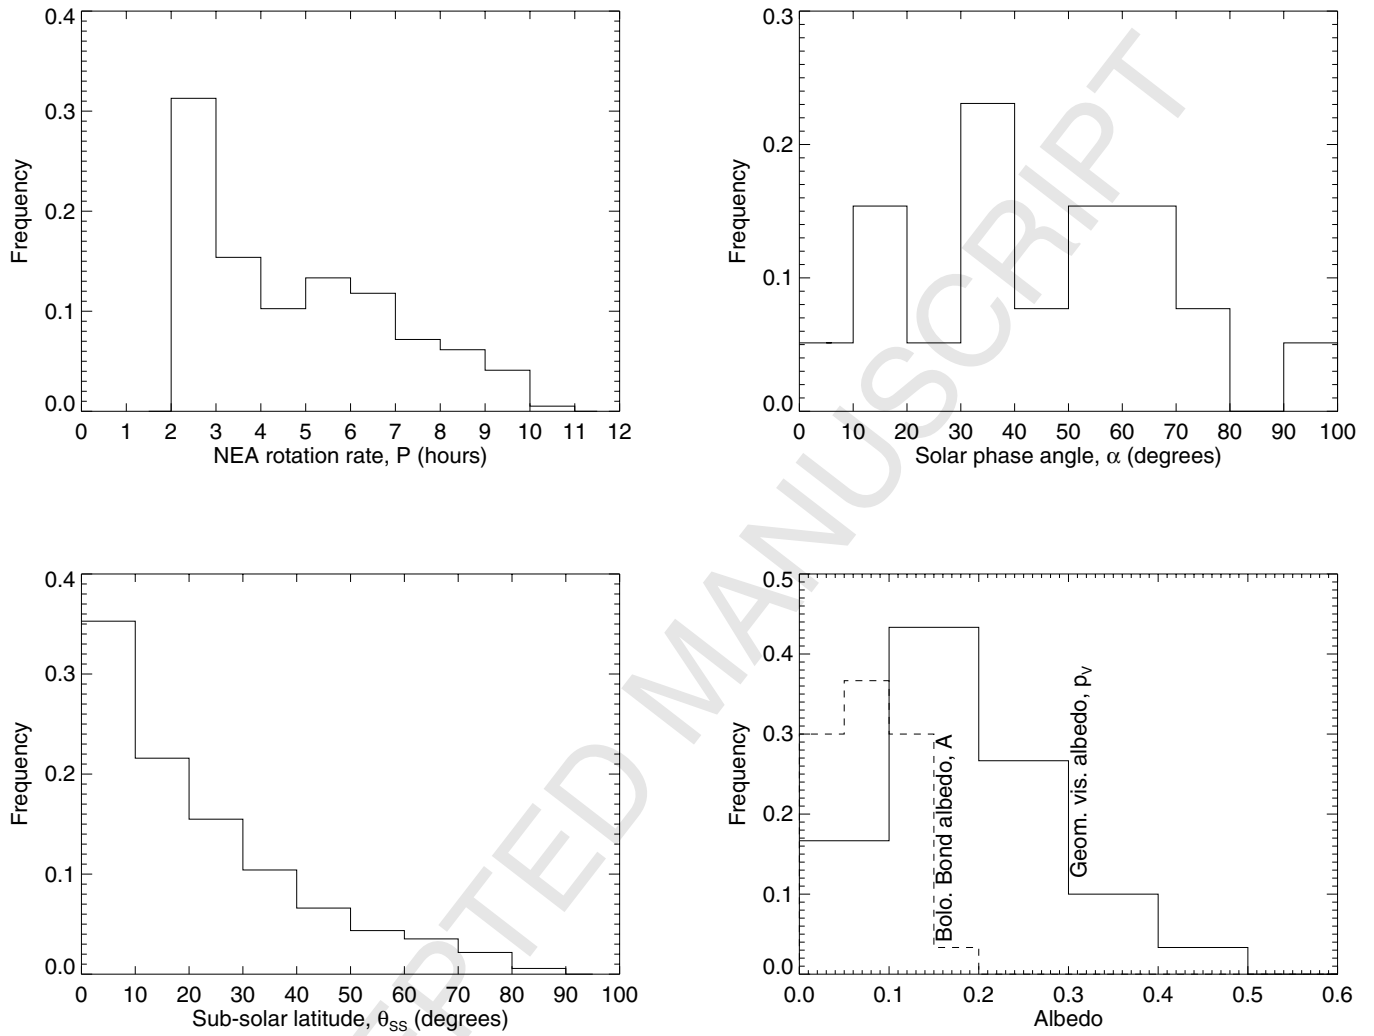 0.4
0.3
0.2
0.1
0.0
Frequency
0 1 2 3 4 5 6 7 8 9 10 11 12
NEA rotation rate, P (hours)
0.3
0.2
0.1
0.0
Frequency
0 10 20 30 40 50 60 70 80 90 100
Solar phase angle, α (degrees)
0.4
0.3
0.2
0.1
0.0
Frequency
0 10 20 30 40 50 60 70 80 90 100
Sub-solar latitude, θSS (degrees)
0.5
0.4
0.3
0.2
0.1
0.0
Frequency
Bolo. Bond albedo, A
Geom. vis. albedo, pV
0.0 0.1 0.2 0.3 0.4 0.5 0.6
Albedo
PTED MANUSCRIPT